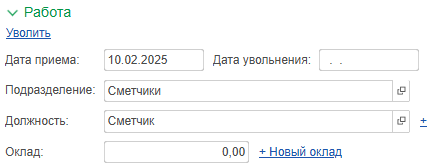 Работа
Уволить
Дата приема: 10.02.2025 Дата увольнения: . .
Подразделение: Сметчики
Должность: Сметчик +
Оклад: 0,00 + Новый оклад